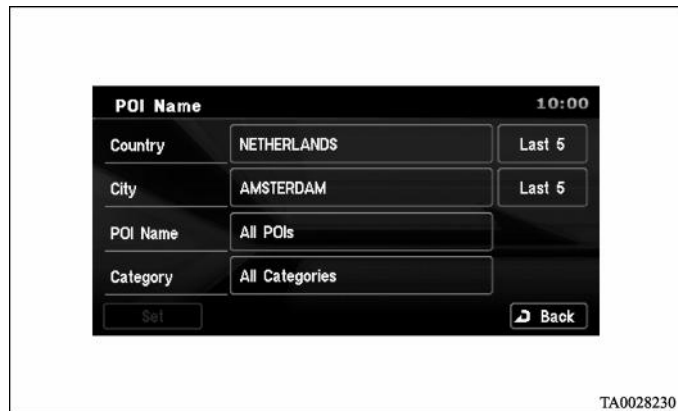 POI Name 10:00
Country NETHERLANDS Last 5
City AMSTERDAM Last 5
POI Name All POIs
Category All Categories
Set Back
TA0028230